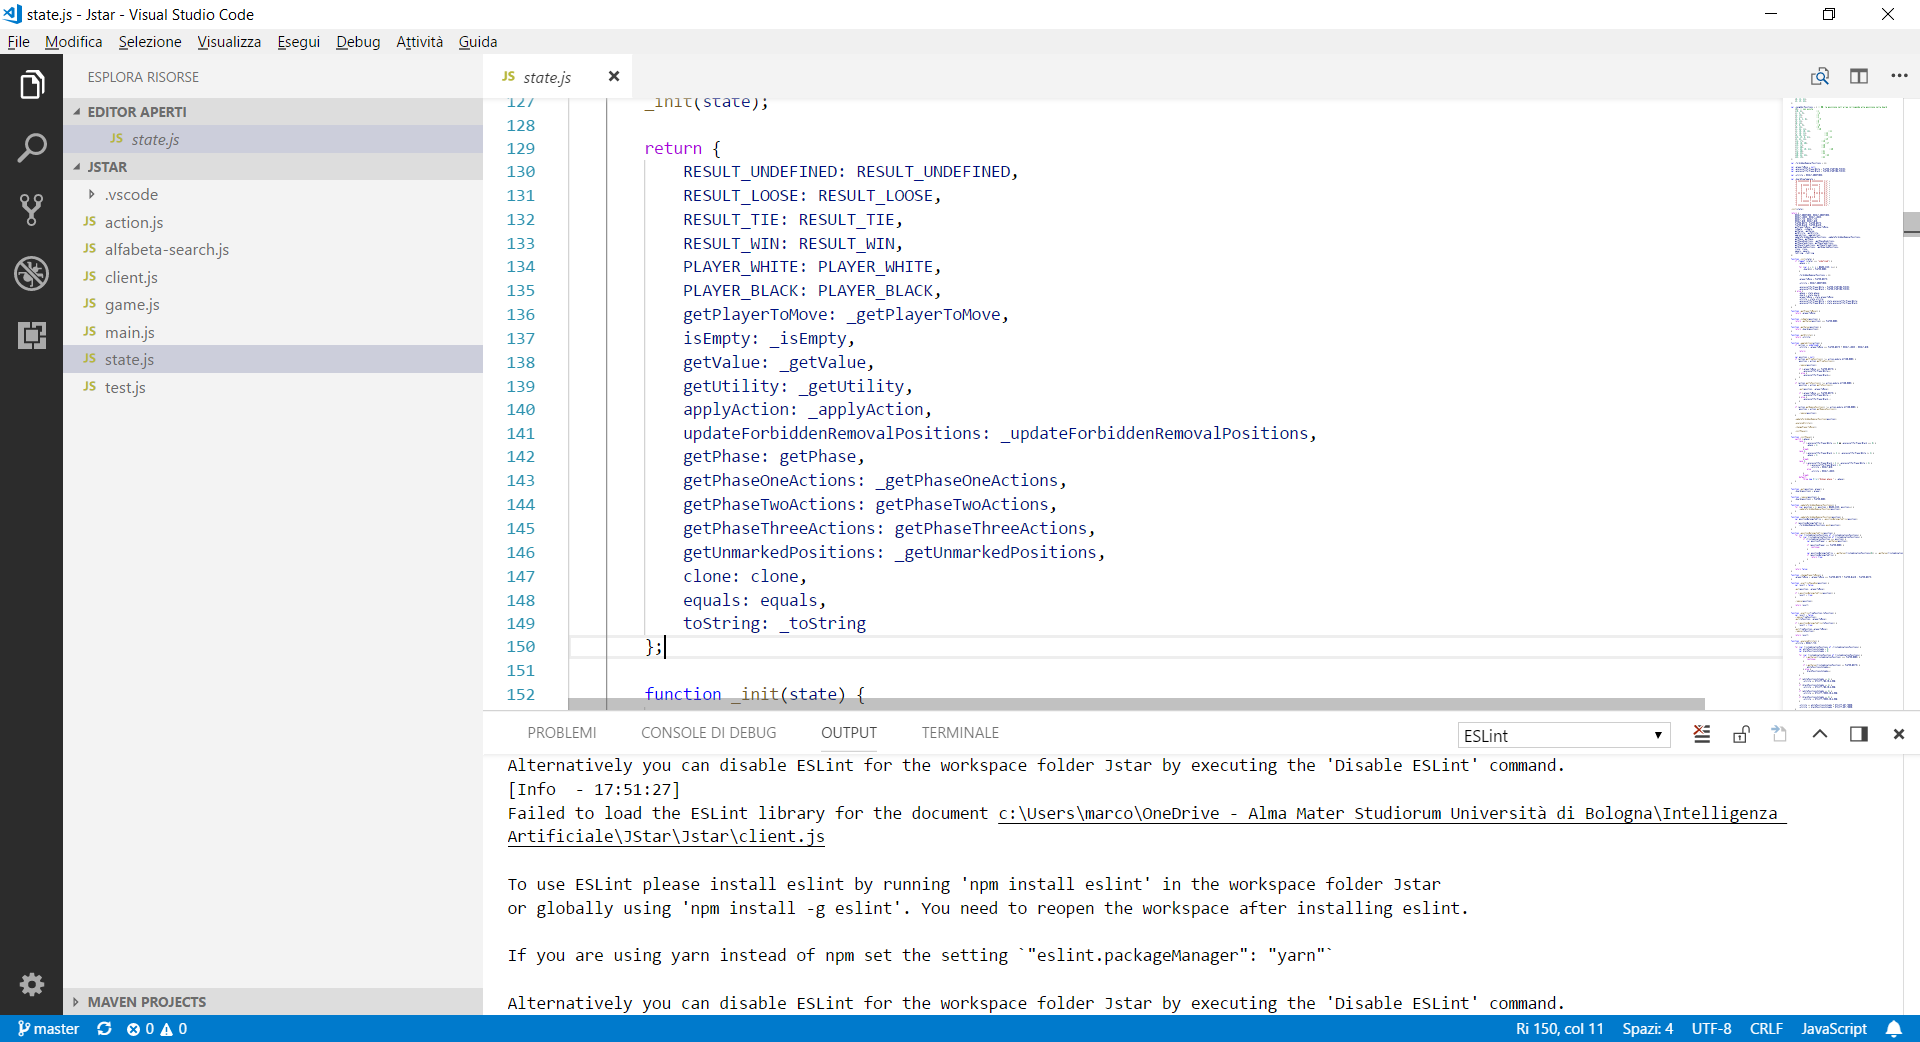 state.js - Jstar - Visual Studio Code
File Modifica Selezione Visualizza Esegui Debug Attività Guida
ESPLORA RISORSE
EDITOR APERTI
JS state.js
JSTAR
.vscode
JS action.js
JS alfabeta-search.js
JS client.js
JS game.js
JS main.js
JS state.js
JS test.js
MAVEN PROJECTS
JS state.js
127 _init(state);
128
129 return {
130 RESULT_UNDEFINED: RESULT_UNDEFINED,
131 RESULT_LOOSE: RESULT_LOOSE,
132 RESULT_TIE: RESULT_TIE,
133 RESULT_WIN: RESULT_WIN,
134 PLAYER_WHITE: PLAYER_WHITE,
135 PLAYER_BLACK: PLAYER_BLACK,
136 getPlayerToMove: _getPlayerToMove,
137 isEmpty: _isEmpty,
138 getValue: _getValue,
139 getUtility: _getUtility,
140 applyAction: _applyAction,
141 updateForbiddenRemovalPositions: _updateForbiddenRemovalPositions,
142 getPhase: getPhase,
143 getPhaseOneActions: _getPhaseOneActions,
144 getPhaseTwoActions: getPhaseTwoActions,
145 getPhaseThreeActions: getPhaseThreeActions,
146 getUnmarkedPositions: _getUnmarkedPositions,
147 clone: clone,
148 equals: equals,
149 toString: _toString
150 };
151
152 function _init(state) {
PROBLEMI CONSOLE DI DEBUG OUTPUT TERMINALE ESLint
Alternatively you can disable ESLint for the workspace folder Jstar by executing the 'Disable ESLint' command.
[Info  - 17:51:27]
Failed to load the ESLint library for the document c:\Users\marco\OneDrive - Alma Mater Studiorum Università di Bologna\Intelligenza
Artificiale\JStar\Jstar\client.js
To use ESLint please install eslint by running 'npm install eslint' in the workspace folder Jstar
or globally using 'npm install -g eslint'. You need to reopen the workspace after installing eslint.
If you are using yarn instead of npm set the setting `"eslint.packageManager": "yarn"`
Alternatively you can disable ESLint for the workspace folder Jstar by executing the 'Disable ESLint' command.
master 0 0 Ri 150, col 11 Spazi: 4 UTF-8 CRLF JavaScript